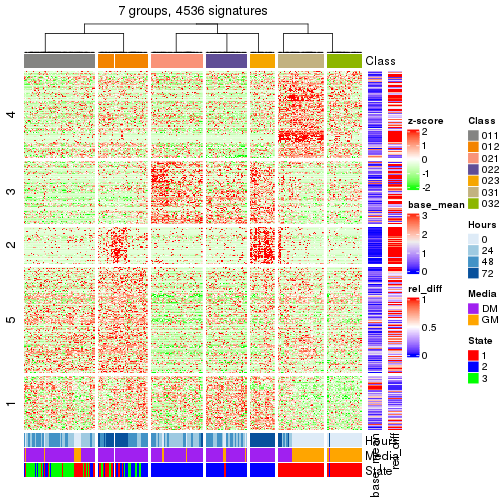 7 groups, 4536 signatures
Class
4
3
2
5
1
Hours
Media
State
base_mean
rel_diff
z-score
2
1
0
-1
-2
base_mean
3
2
1
0
rel_diff
1
0.5
0
Class
011
012
021
022
023
031
032
Hours
0
24
48
72
Media
DM
GM
State
1
2
3